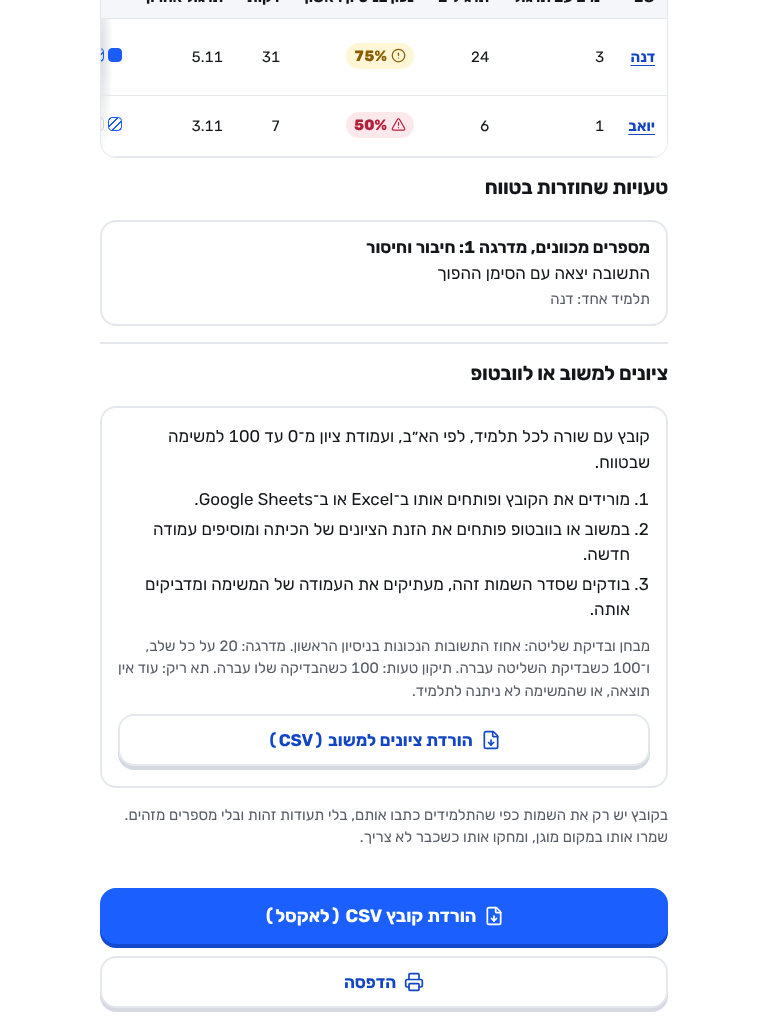 דנה 3 24 75% 31 5.11
יואב 1 6 50% 7 3.11
טעויות שחוזרות בטווח
מספרים מכוונים, מדרגה 1: חיבור וחיסור
התשובה יצאה עם הסימן ההפוך
תלמיד אחד: דנה
ציונים למשוב או לוובטופ
קובץ עם שורה לכל תלמיד, לפי הא״ב, ועמודת ציון מ־0 עד 100 למשימה
שבטווח.
1. מורידים את הקובץ ופותחים אותו ב־Excel או ב־Google Sheets.
2. במשוב או בוובטופ פותחים את הזנת הציונים של הכיתה ומוסיפים עמודה
חדשה.
3. בודקים שסדר השמות זהה, מעתיקים את העמודה של המשימה ומדביקים
אותה.
מבחן ובדיקת שליטה: אחוז התשובות הנכונות בניסיון הראשון. מדרגה: 20 על כל שלב,
ו־100 כשבדיקת השליטה עברה. תיקון טעות: 100 כשהבדיקה שלו עברה. תא ריק: עוד אין
תוצאה, או שהמשימה לא ניתנה לתלמיד.
הורדת ציונים למשוב (CSV)
בקובץ יש רק את השמות כפי שהתלמידים כתבו אותם, בלי תעודות זהות ובלי מספרים מזהים.
שמרו אותו במקום מוגן, ומחקו אותו כשכבר לא צריך.
הורדת קובץ CSV (לאקסל)
הדפסה